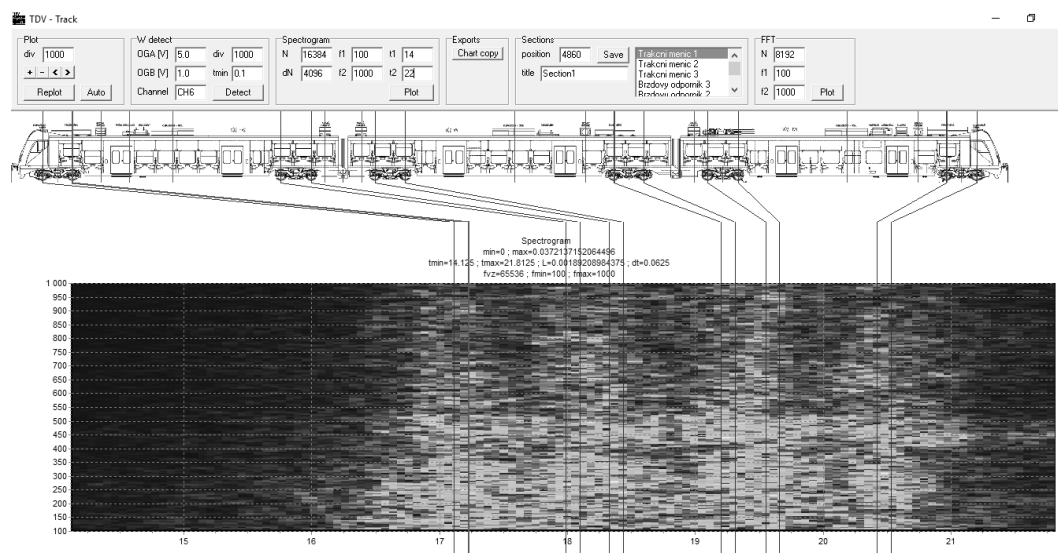 TDV - Track
Plot
div 1000
+ - < >
Replot Auto
W detect
OGA [V] 5.0 div 1000
OGB [V] 1.0 tmin 0.1
Channel CH6 Detect
Spectrogram
N 16384 f1 100 t1 14
dN 4096 f2 1000 t2 22
Plot
Exports
Chart copy
Sections
position 4860 Save
title Section1
Trakcni menic 1
Trakcni menic 2
Trakcni menic 3
Brzdovy odpornik 3
Brzdovy odpornik 2
FFT
N 8192
f1 100
f2 1000 Plot
Spectrogram
min=0 ; max=0.0372137152064496
tmin=14.125 ; tmax=21.8125 ; L=0.00189208984375 ; dt=0.0625
fvz=65536 ; fmin=100 ; fmax=1000
1 000
950
900
850
800
750
700
650
600
550
500
450
400
350
300
250
200
150
100
15 16 17 18 19 20 21